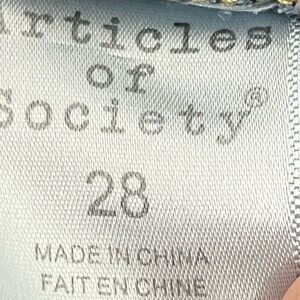 Articles
of
Society®
28
MADE IN CHINA
FAIT EN CHINE